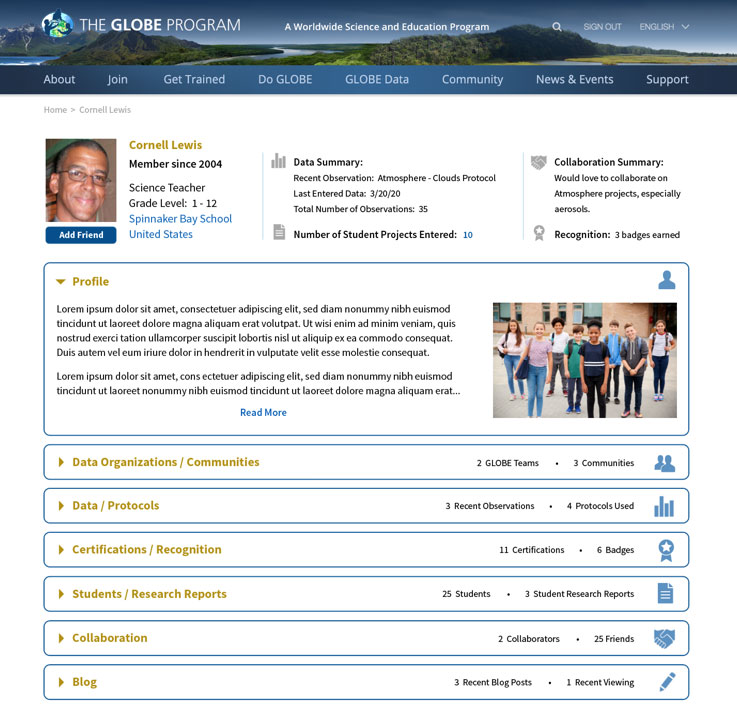 THE GLOBE PROGRAM
A Worldwide Science and Education Program
SIGN OUT
ENGLISH
About
Join
Get Trained
Do GLOBE
GLOBE Data
Community
News & Events
Support
Home > Cornell Lewis
Cornell Lewis
Member since 2004
Science Teacher
Grade Level: 1 - 12
Spinnaker Bay School
United States
Add Friend
Data Summary:
Recent Observation: Atmosphere - Clouds Protocol
Last Entered Data: 3/20/20
Total Number of Observations: 35
Number of Student Projects Entered: 10
Collaboration Summary:
Would love to collaborate on
Atmosphere projects, especially
aerosols.
Recognition: 3 badges earned
Profile
Lorem ipsum dolor sit amet, consectetuer adipiscing elit, sed diam nonummy nibh euismod
tincidunt ut laoreet dolore magna aliquam erat volutpat. Ut wisi enim ad minim veniam, quis
nostrud exerci tation ullamcorper suscipit lobortis nisl ut aliquip ex ea commodo consequat.
Duis autem vel eum iriure dolor in hendrerit in vulputate velit esse molestie consequat.
Lorem ipsum dolor sit amet, cons ectetuer adipiscing elit, sed diam nonummy nibh euismod
tincidunt ut laoreet nonummy nibh euismod tincidunt ut laoreet dolore magna aliquam erat...
Read More
Data Organizations / Communities
2 GLOBE Teams • 3 Communities
Data / Protocols
3 Recent Observations • 4 Protocols Used
Certifications / Recognition
11 Certifications • 6 Badges
Students / Research Reports
25 Students • 3 Student Research Reports
Collaboration
2 Collaborators • 25 Friends
Blog
3 Recent Blog Posts • 1 Recent Viewing